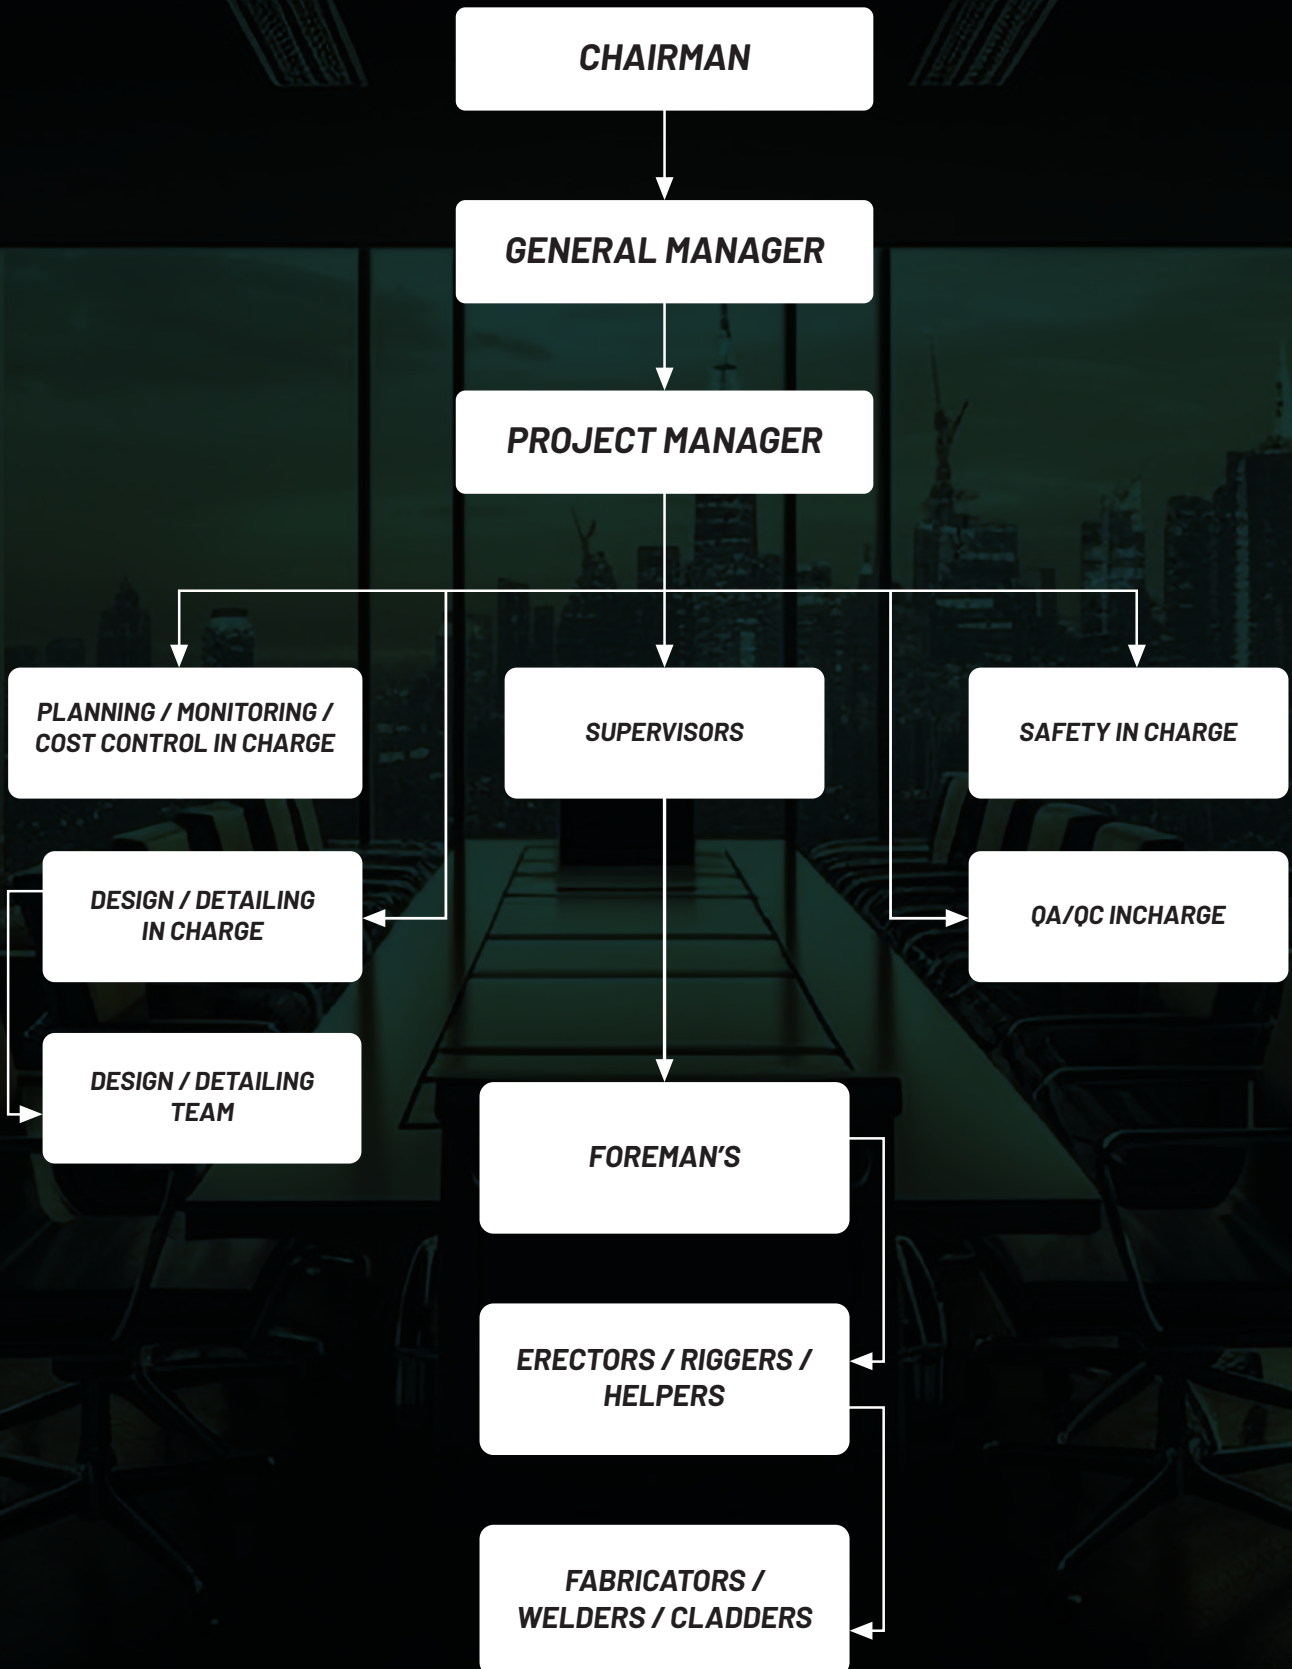 CHAIRMAN
GENERAL MANAGER
PROJECT MANAGER
PLANNING / MONITORING /
COST CONTROL IN CHARGE
SUPERVISORS
SAFETY IN CHARGE
DESIGN / DETAILING
IN CHARGE
QA/QC INCHARGE
DESIGN / DETAILING
TEAM
FOREMAN’S
ERECTORS / RIGGERS /
HELPERS
FABRICATORS /
WELDERS / CLADDERS